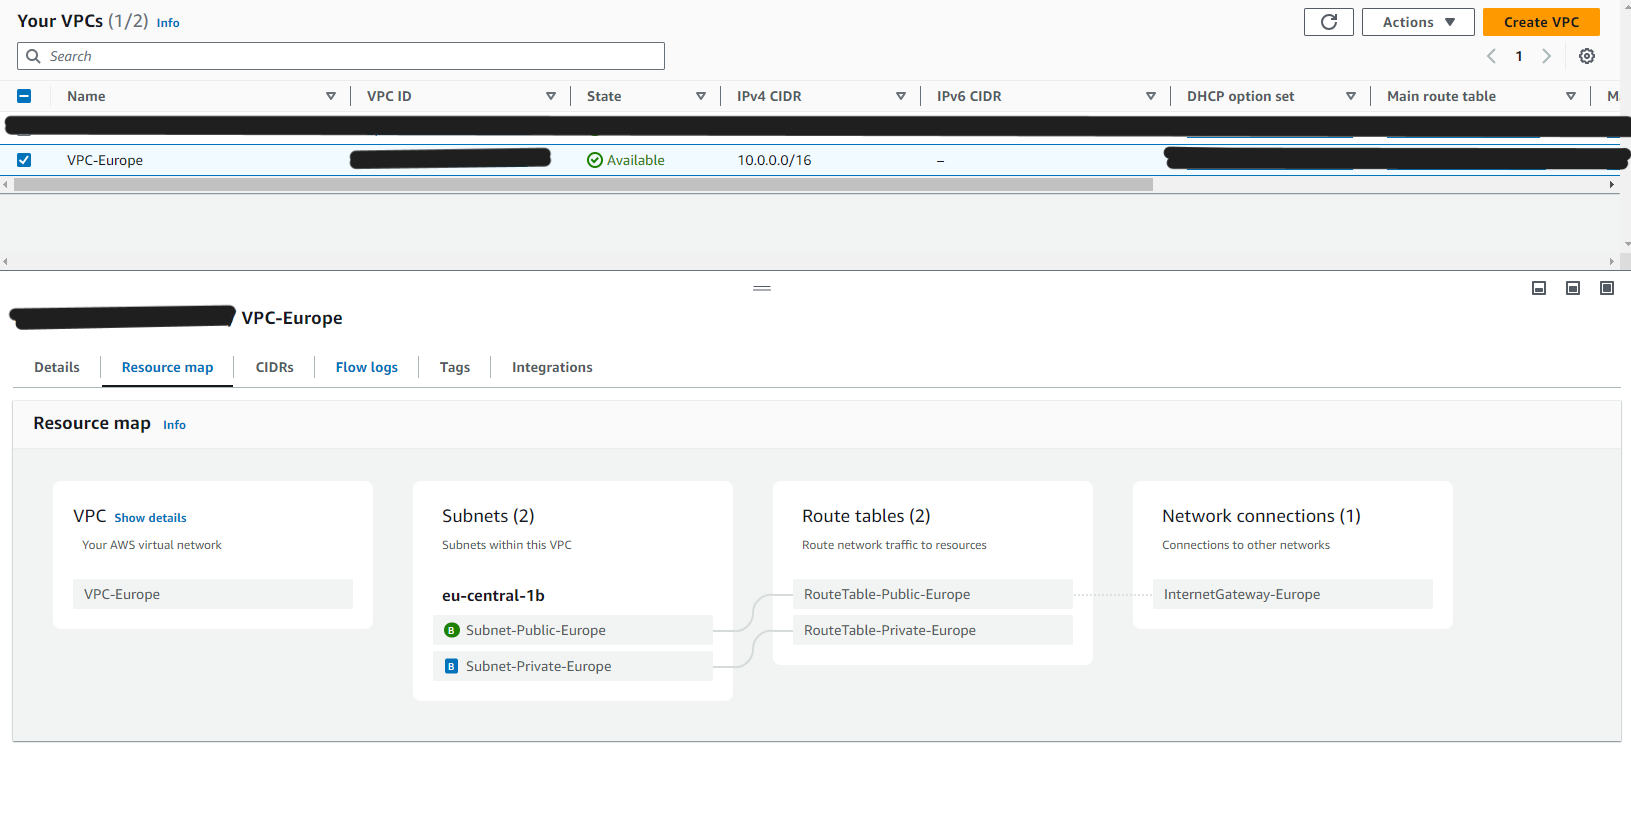 Your VPCs (1/2) Info
Actions Create VPC
Search
1
Name VPC ID State IPv4 CIDR IPv6 CIDR DHCP option set Main route table M
VPC-Europe Available 10.0.0.0/16 –
VPC-Europe
Details Resource map CIDRs Flow logs Tags Integrations
Resource map Info
VPC Show details
Your AWS virtual network
VPC-Europe
Subnets (2)
Subnets within this VPC
eu-central-1b
B Subnet-Public-Europe
B Subnet-Private-Europe
Route tables (2)
Route network traffic to resources
RouteTable-Public-Europe
RouteTable-Private-Europe
Network connections (1)
Connections to other networks
InternetGateway-Europe